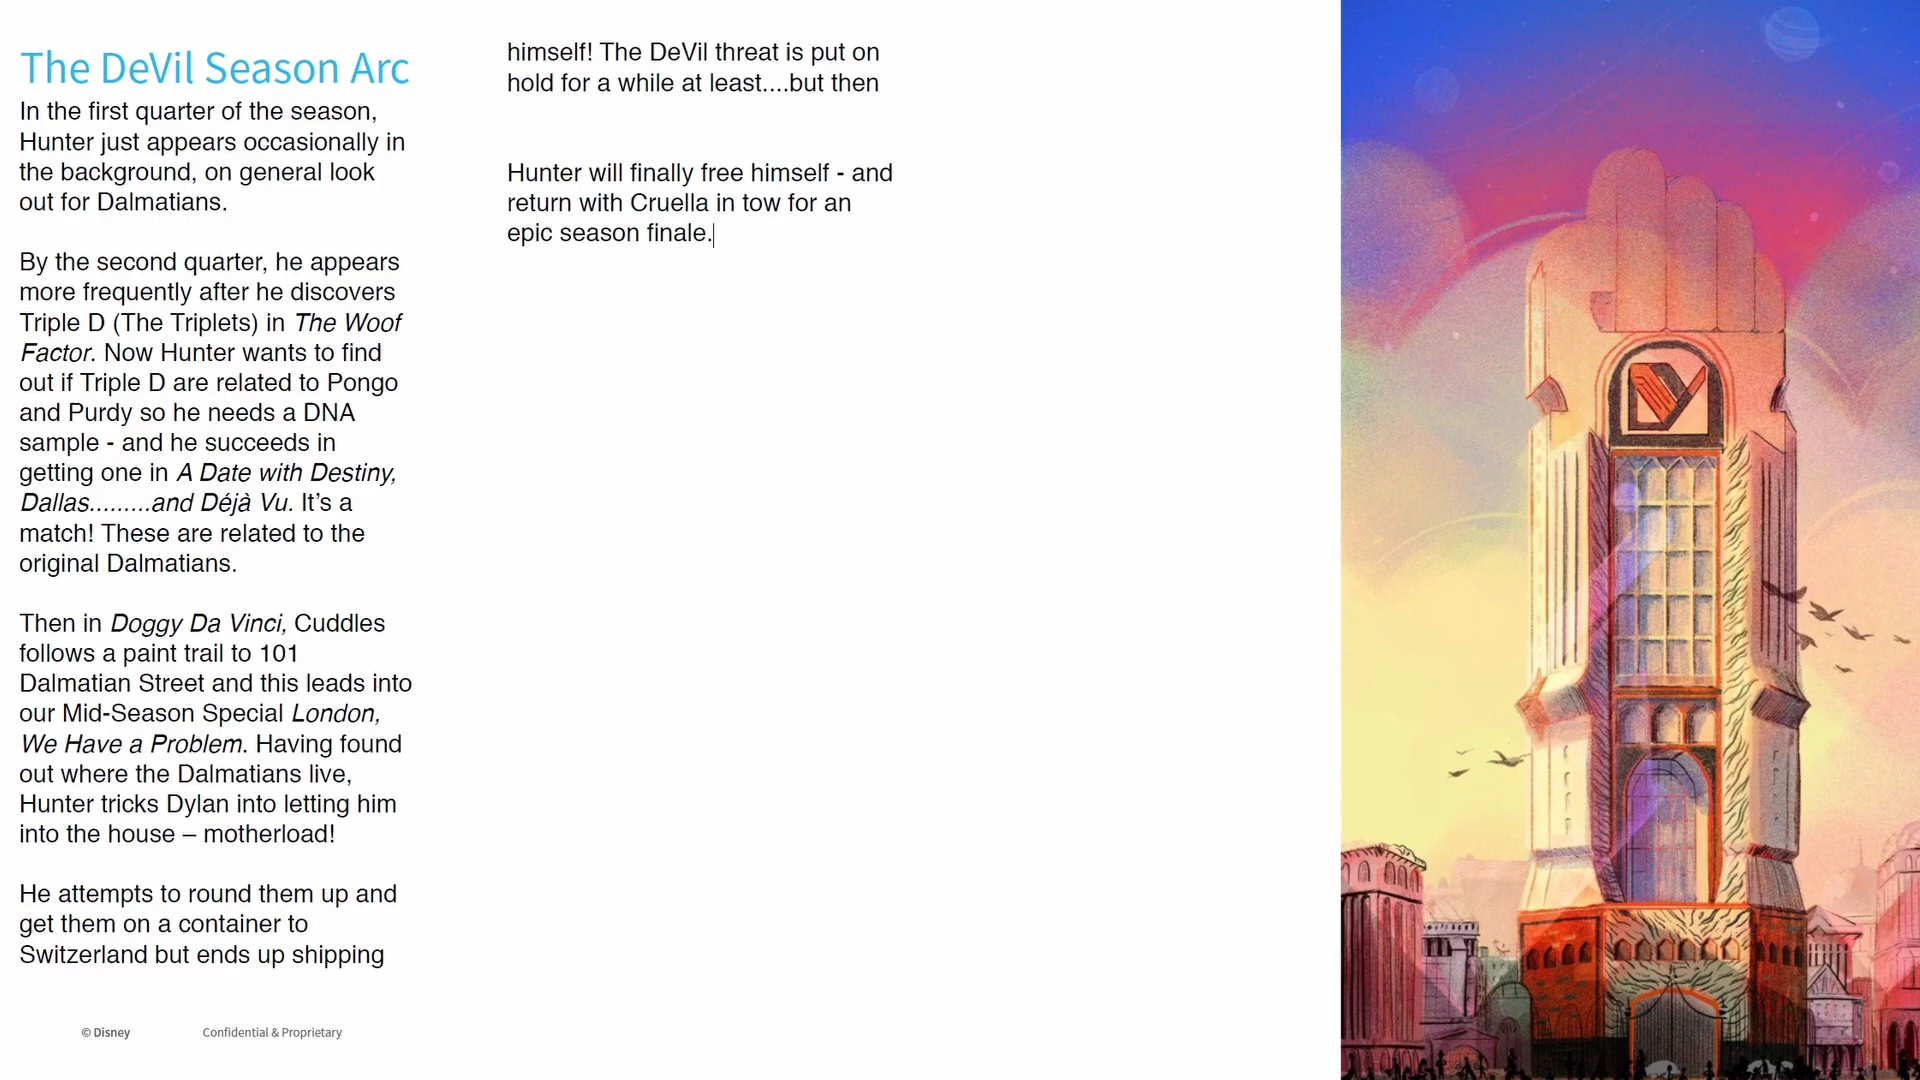 The DeVil Season Arc
In the first quarter of the season,
Hunter just appears occasionally in
the background, on general look
out for Dalmatians.
By the second quarter, he appears
more frequently after he discovers
Triple D (The Triplets) in The Woof
Factor. Now Hunter wants to find
out if Triple D are related to Pongo
and Purdy so he needs a DNA
sample - and he succeeds in
getting one in A Date with Destiny,
Dallas.........and Déjà Vu. It’s a
match! These are related to the
original Dalmatians.
Then in Doggy Da Vinci, Cuddles
follows a paint trail to 101
Dalmatian Street and this leads into
our Mid-Season Special London,
We Have a Problem. Having found
out where the Dalmatians live,
Hunter tricks Dylan into letting him
into the house – motherload!
He attempts to round them up and
get them on a container to
Switzerland but ends up shipping
himself! The DeVil threat is put on
hold for a while at least....but then
Hunter will finally free himself - and
return with Cruella in tow for an
epic season finale.
© Disney
Confidential & Proprietary